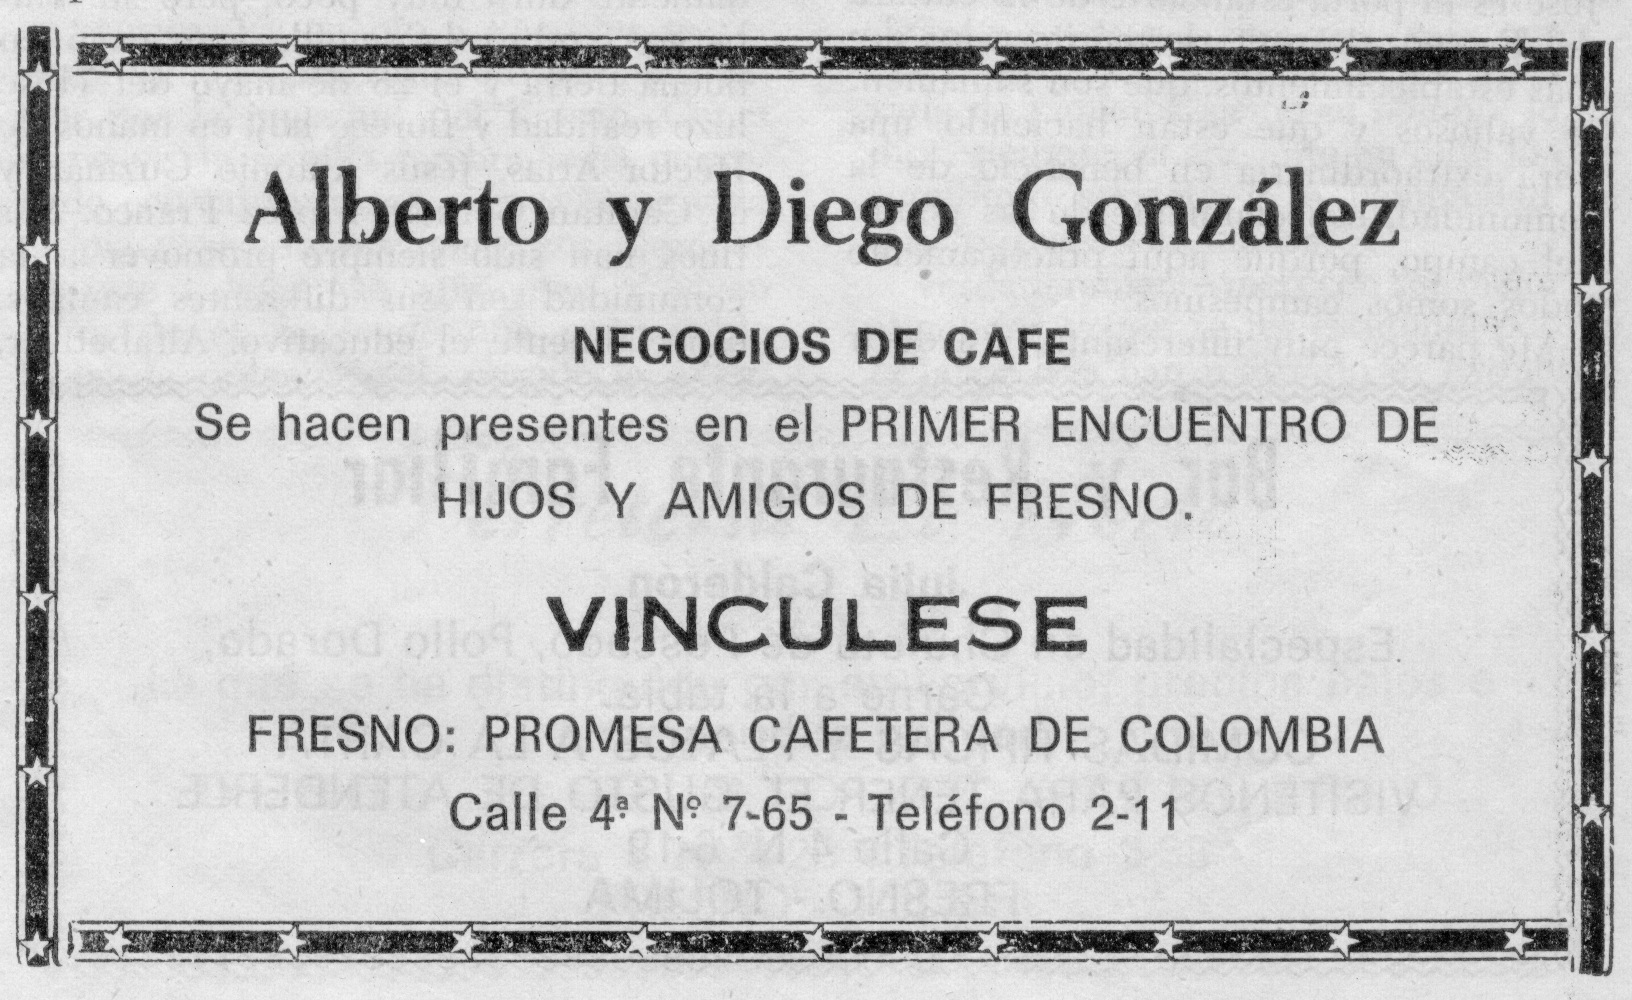 Alberto y Diego González
NEGOCIOS DE CAFE
Se hacen presentes en el PRIMER ENCUENTRO DE
HIJOS Y AMIGOS DE FRESNO.
VINCULESE
FRESNO: PROMESA CAFETERA DE COLOMBIA
Calle 4ª Nº 7-65 - Teléfono 2-11